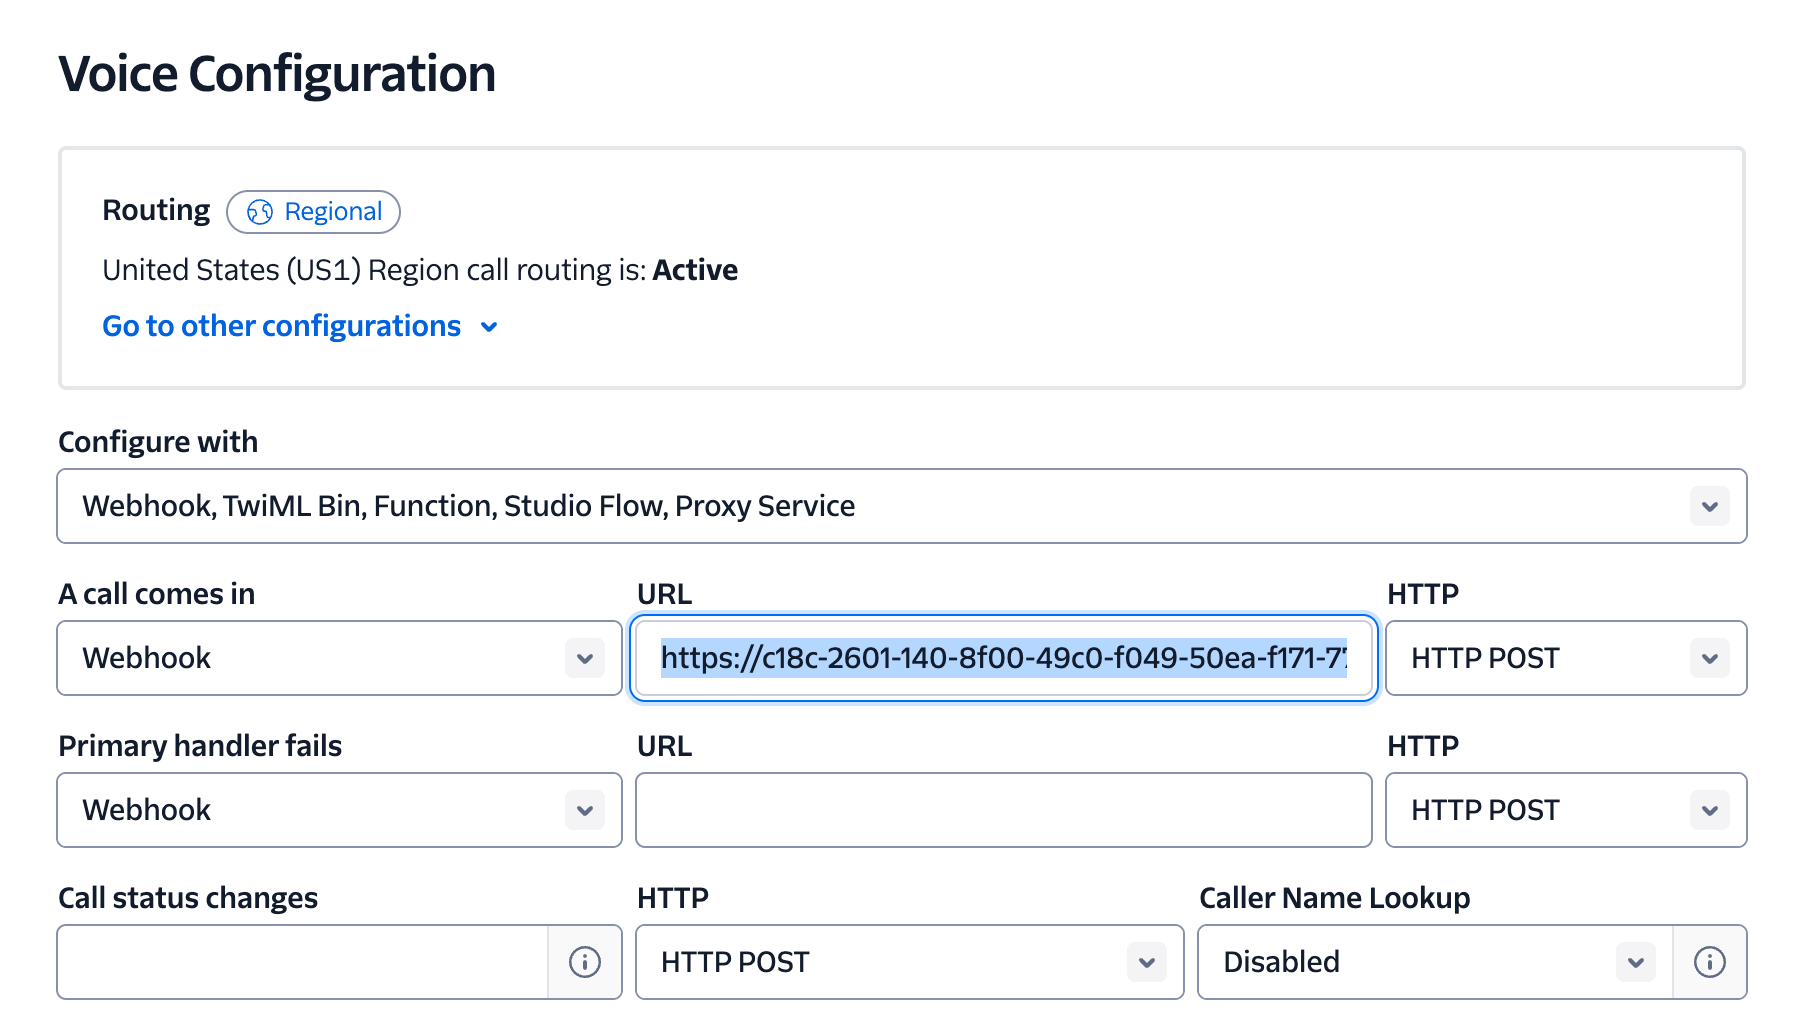 Voice Configuration
Routing Regional
United States (US1) Region call routing is: Active
Go to other configurations
Configure with
Webhook, TwiML Bin, Function, Studio Flow, Proxy Service
A call comes in URL HTTP
Webhook https://c18c-2601-140-8f00-49c0-f049-50ea-f171-77 HTTP POST
Primary handler fails URL HTTP
Webhook HTTP POST
Call status changes HTTP Caller Name Lookup
HTTP POST Disabled